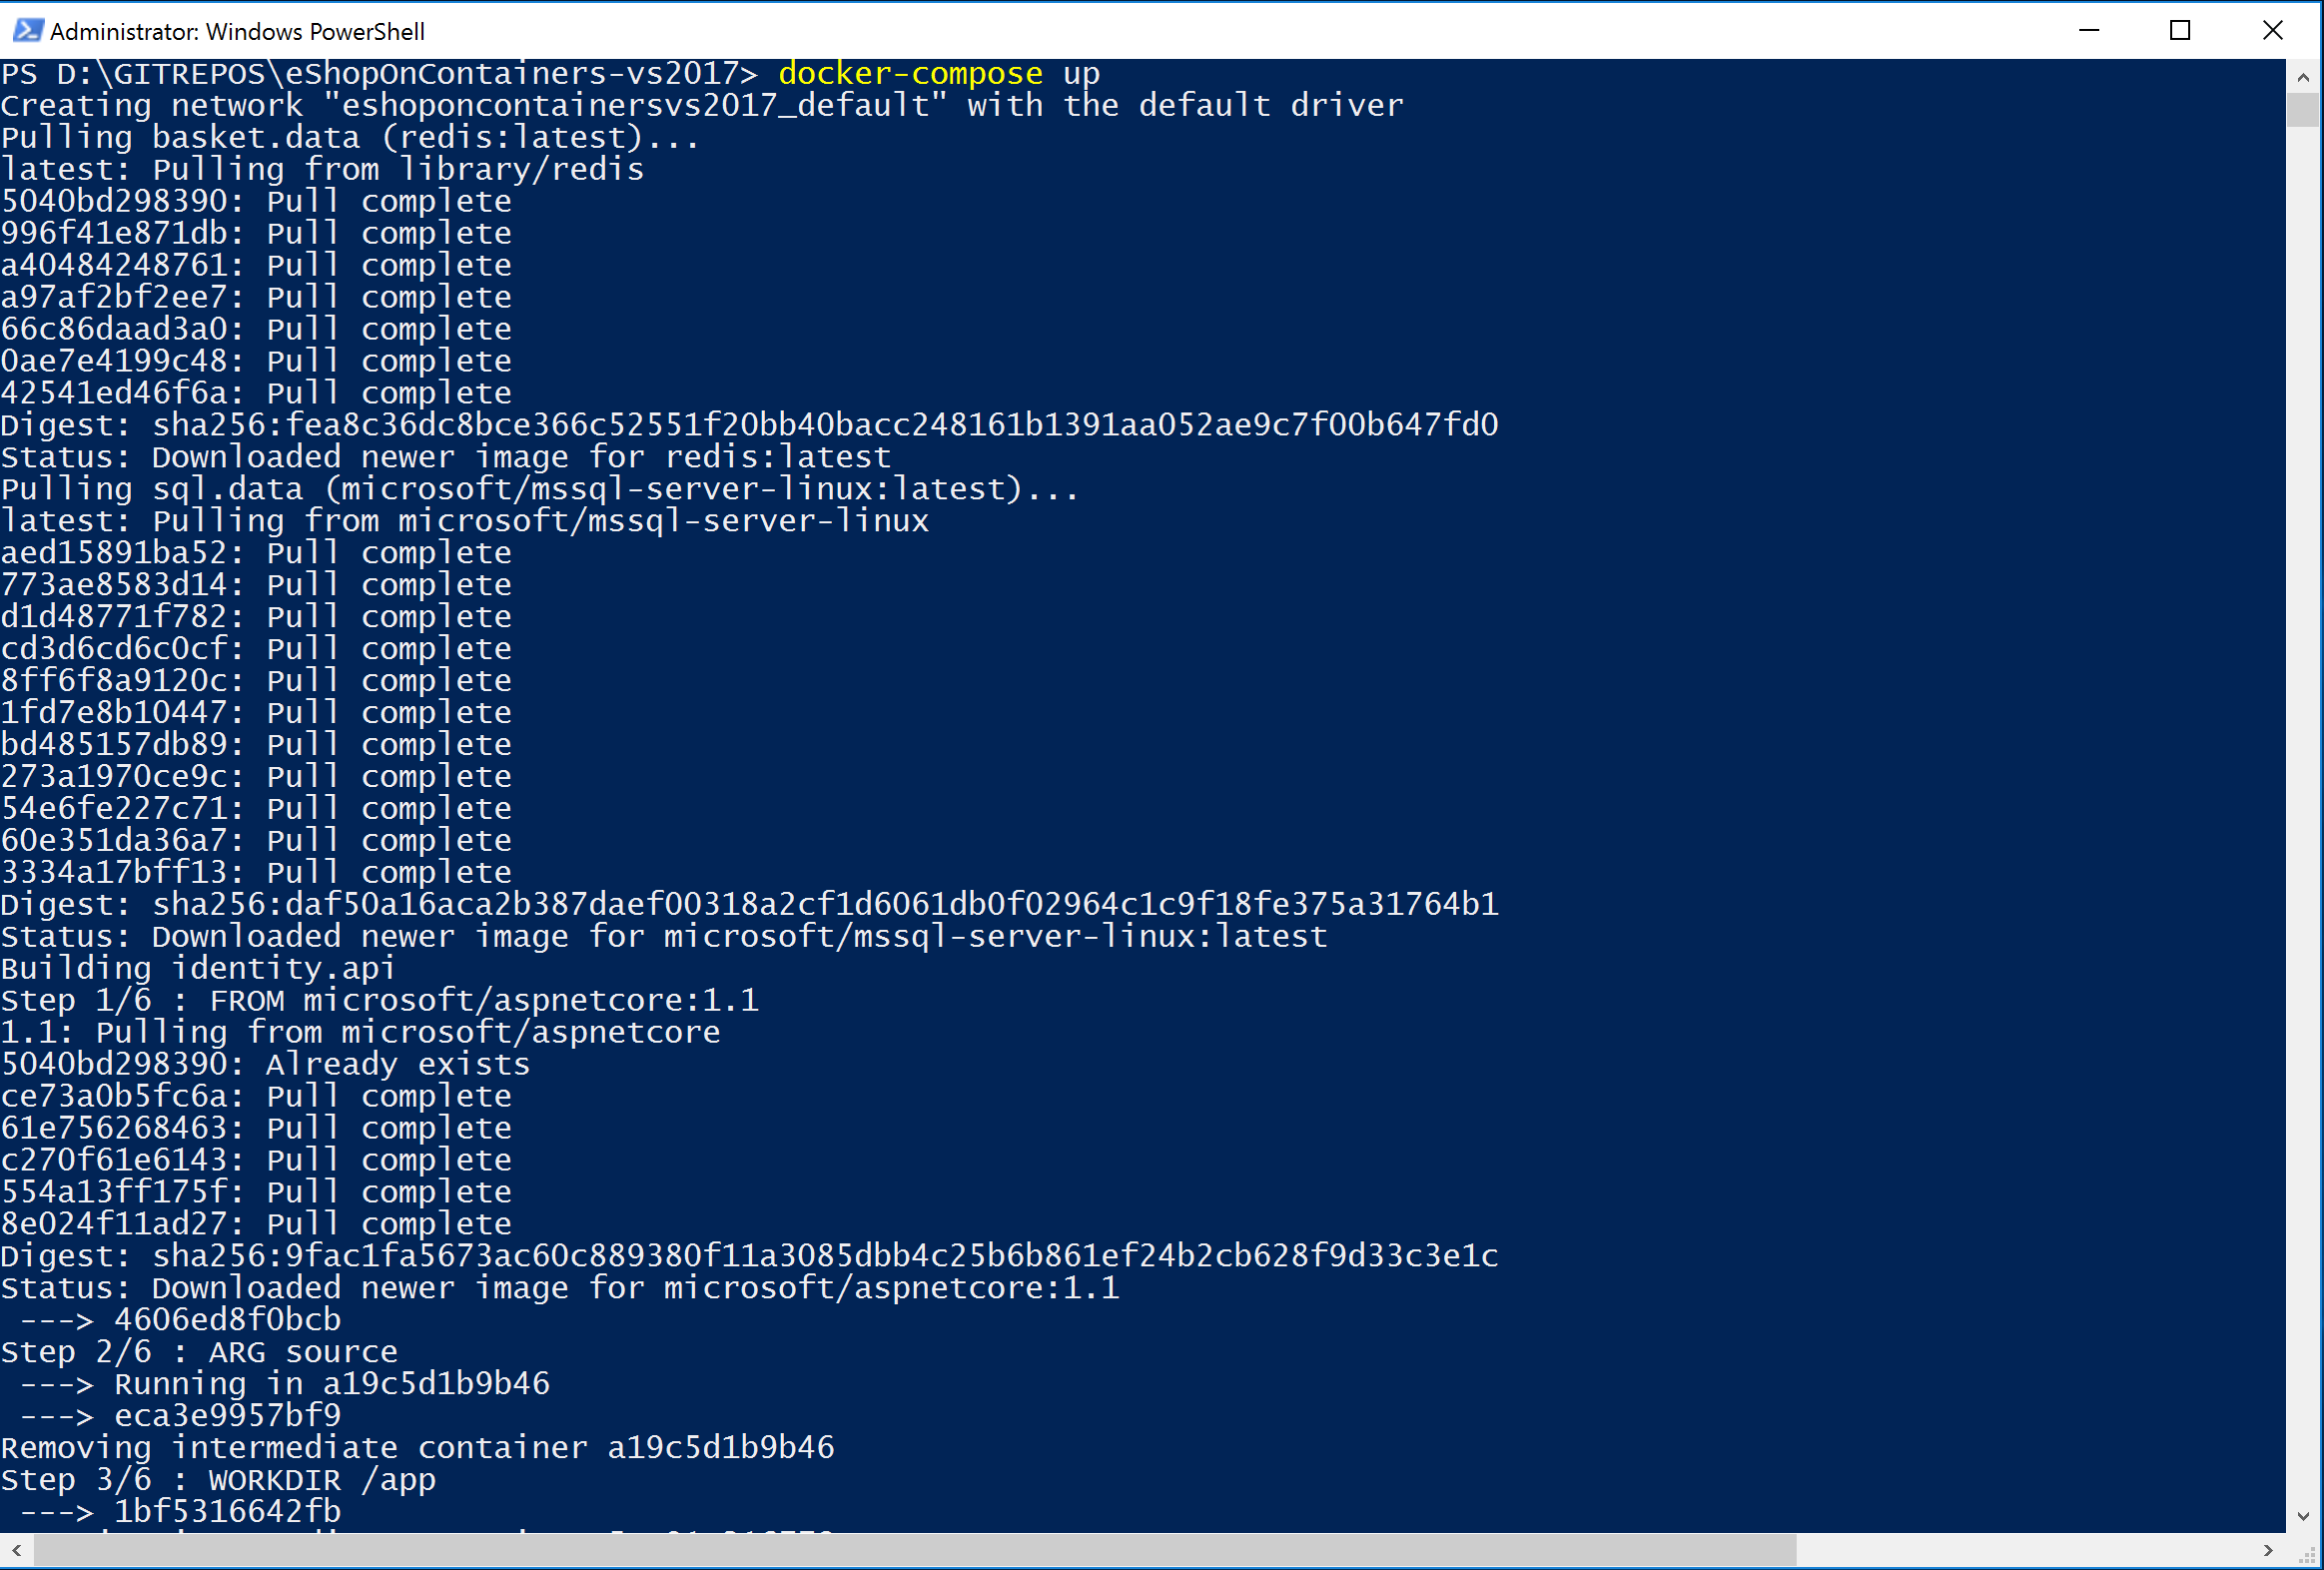 Administrator: Windows PowerShell
PS D:\GITREPOS\eShopOnContainers-vs2017> docker-compose up
Creating network "eshoponcontainersvs2017_default" with the default driver
Pulling basket.data (redis:latest)...
latest: Pulling from library/redis
5040bd298390: Pull complete
996f41e871db: Pull complete
a40484248761: Pull complete
a97af2bf2ee7: Pull complete
66c86daad3a0: Pull complete
0ae7e4199c48: Pull complete
42541ed46f6a: Pull complete
Digest: sha256:fea8c36dc8bce366c52551f20bb40bacc248161b1391aa052ae9c7f00b647fd0
Status: Downloaded newer image for redis:latest
Pulling sql.data (microsoft/mssql-server-linux:latest)...
latest: Pulling from microsoft/mssql-server-linux
aed15891ba52: Pull complete
773ae8583d14: Pull complete
d1d48771f782: Pull complete
cd3d6cd6c0cf: Pull complete
8ff6f8a9120c: Pull complete
1fd7e8b10447: Pull complete
bd485157db89: Pull complete
273a1970ce9c: Pull complete
54e6fe227c71: Pull complete
60e351da36a7: Pull complete
3334a17bff13: Pull complete
Digest: sha256:daf50a16aca2b387daef00318a2cf1d6061db0f02964c1c9f18fe375a31764b1
Status: Downloaded newer image for microsoft/mssql-server-linux:latest
Building identity.api
Step 1/6 : FROM microsoft/aspnetcore:1.1
1.1: Pulling from microsoft/aspnetcore
5040bd298390: Already exists
ce73a0b5fc6a: Pull complete
61e756268463: Pull complete
c270f61e6143: Pull complete
554a13ff175f: Pull complete
8e024f11ad27: Pull complete
Digest: sha256:9fac1fa5673ac60c889380f11a3085dbb4c25b6b861ef24b2cb628f9d33c3e1c
Status: Downloaded newer image for microsoft/aspnetcore:1.1
 ---> 4606ed8f0bcb
Step 2/6 : ARG source
 ---> Running in a19c5d1b9b46
 ---> eca3e9957bf9
Removing intermediate container a19c5d1b9b46
Step 3/6 : WORKDIR /app
 ---> 1bf5316642fb